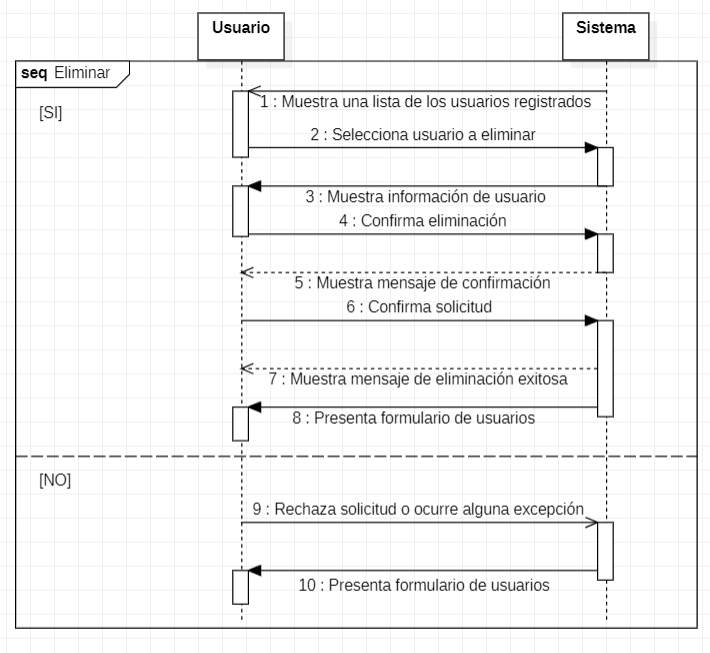 Usuario
Sistema
seq Eliminar
[SI]
1 : Muestra una lista de los usuarios registrados
2 : Selecciona usuario a eliminar
3 : Muestra información de usuario
4 : Confirma eliminación
5 : Muestra mensaje de confirmación
6 : Confirma solicitud
7 : Muestra mensaje de eliminación exitosa
8 : Presenta formulario de usuarios
[NO]
9 : Rechaza solicitud o ocurre alguna excepción
10 : Presenta formulario de usuarios